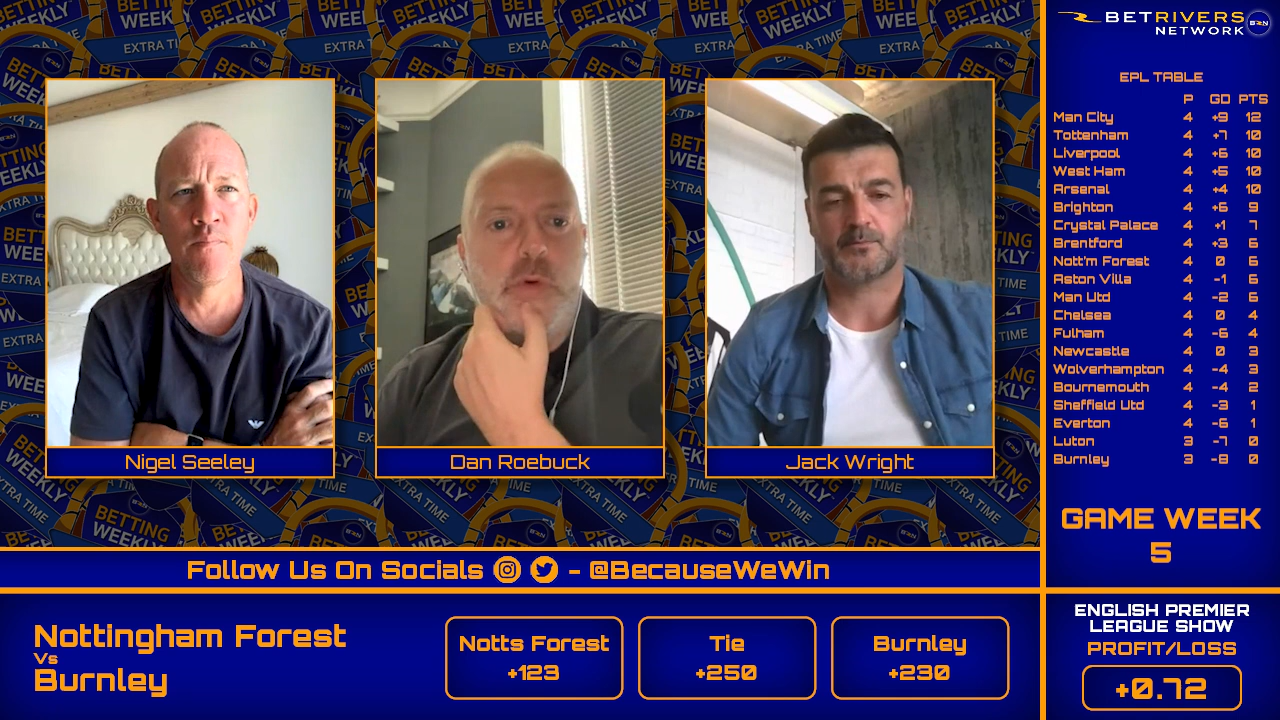 BETRIVERS
NETWORK
BRN
EPL TABLE
P GD PTS
Man City 4 +9 12
Tottenham 4 +7 10
Liverpool 4 +6 10
West Ham 4 +5 10
Arsenal 4 +4 10
Brighton 4 +6 9
Crystal Palace 4 +1 7
Brentford 4 +3 6
Nott'm Forest 4 0 6
Aston Villa 4 -1 6
Man Utd 4 -2 6
Chelsea 4 0 4
Fulham 4 -6 4
Newcastle 4 0 3
Wolverhampton 4 -4 3
Bournemouth 4 -4 2
Sheffield Utd 4 -3 1
Everton 4 -6 1
Luton 3 -7 0
Burnley 3 -8 0
GAME WEEK
5
Nigel Seeley
Dan Roebuck
Jack Wright
BETTING
WEEKLY
EXTRA TIME
Follow Us On Socials - @BecauseWeWin
Nottingham Forest
Vs
Burnley
Notts Forest
+123
Tie
+250
Burnley
+230
ENGLISH PREMIER
LEAGUE SHOW
PROFIT/LOSS
+0.72